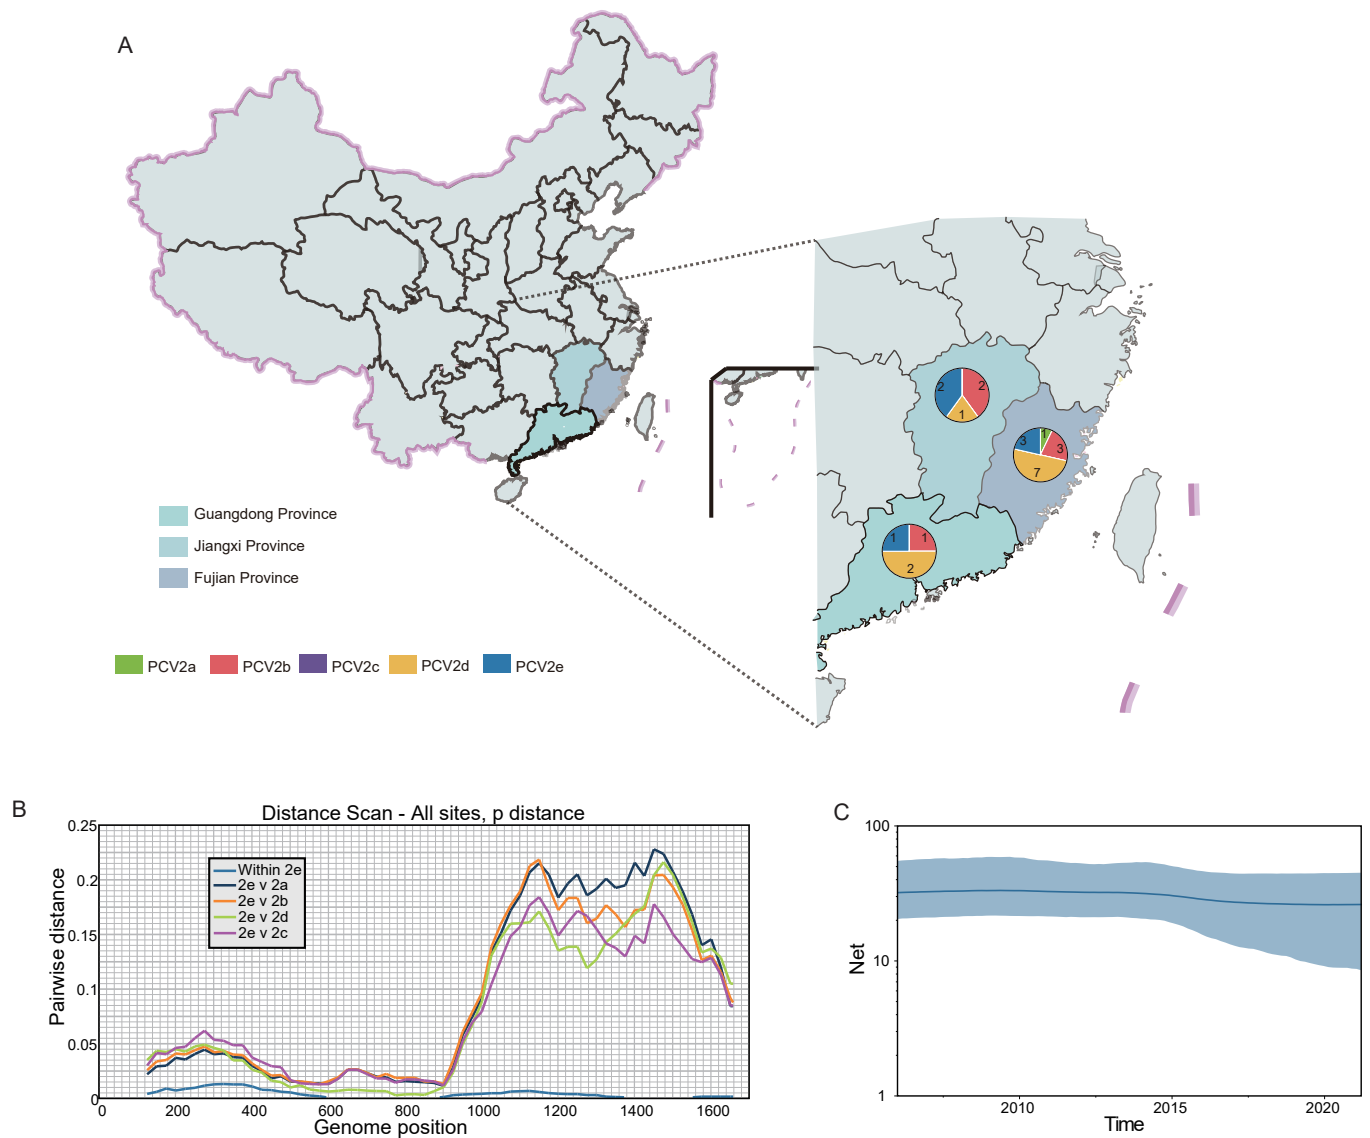 A
2
2
1
1
3
3
7
1
1
2
Guangdong Province
Jiangxi Province
Fujian Province
PCV2a
PCV2b
PCV2c
PCV2d
PCV2e
B
Distance Scan - All sites, p distance
Pairwise distance
0.25
0.2
0.15
0.1
0.05
0
Within 2e
2e v 2a
2e v 2b
2e v 2d
2e v 2c
0 200 400 600 800 1000 1200 1400 1600
Genome position
C
Net
100
10
1
2010 2015 2020
Time